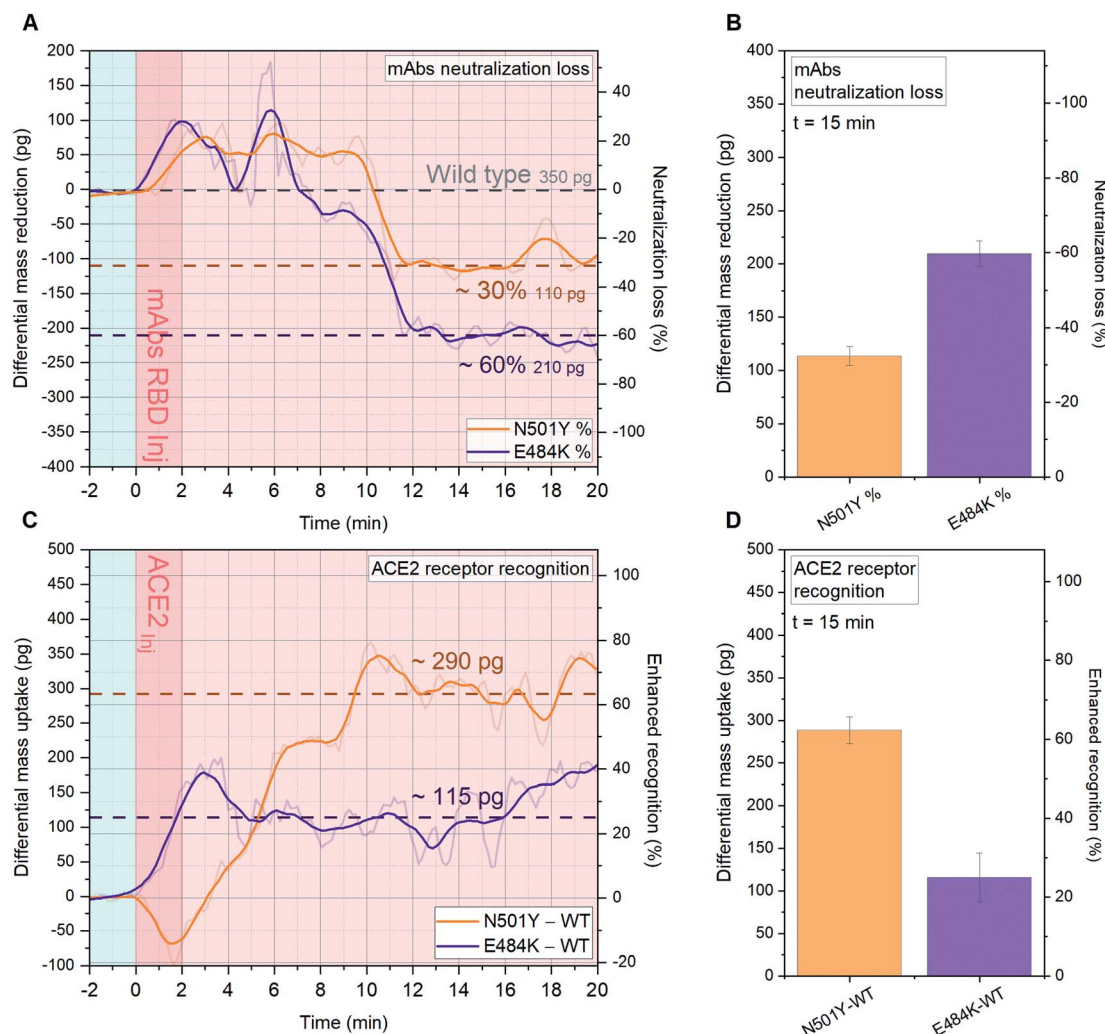 A
mAbs neutralization loss
Differential mass reduction (pg)
200
150
100
50
0
-50
-100
-150
-200
-250
-300
-350
-400
Wild type 350 pg
~ 30% 110 pg
~ 60% 210 pg
mAbs RBD Inj
N501Y %
E484K %
40
20
0
-20
-40
-60
-80
-100
Neutralization loss (%)
-2 0 2 4 6 8 10 12 14 16 18 20
Time (min)
B
mAbs
neutralization loss
t = 15 min
Differential mass reduction (pg)
400
350
300
250
200
150
100
50
0
-100
-80
-60
-40
-20
0
Neutralization loss (%)
N501Y %
E484K %
C
ACE2 receptor recognition
Differential mass uptake (pg)
500
450
400
350
300
250
200
150
100
50
0
-50
-100
ACE2 Inj
~ 290 pg
~ 115 pg
N501Y – WT
E484K – WT
100
80
60
40
20
0
-20
Enhanced recognition (%)
-2 0 2 4 6 8 10 12 14 16 18 20
Time (min)
D
ACE2 receptor
recognition
t = 15 min
Differential mass uptake (pg)
500
450
400
350
300
250
200
150
100
50
0
100
80
60
40
20
0
Enhanced recognition (%)
N501Y-WT
E484K-WT